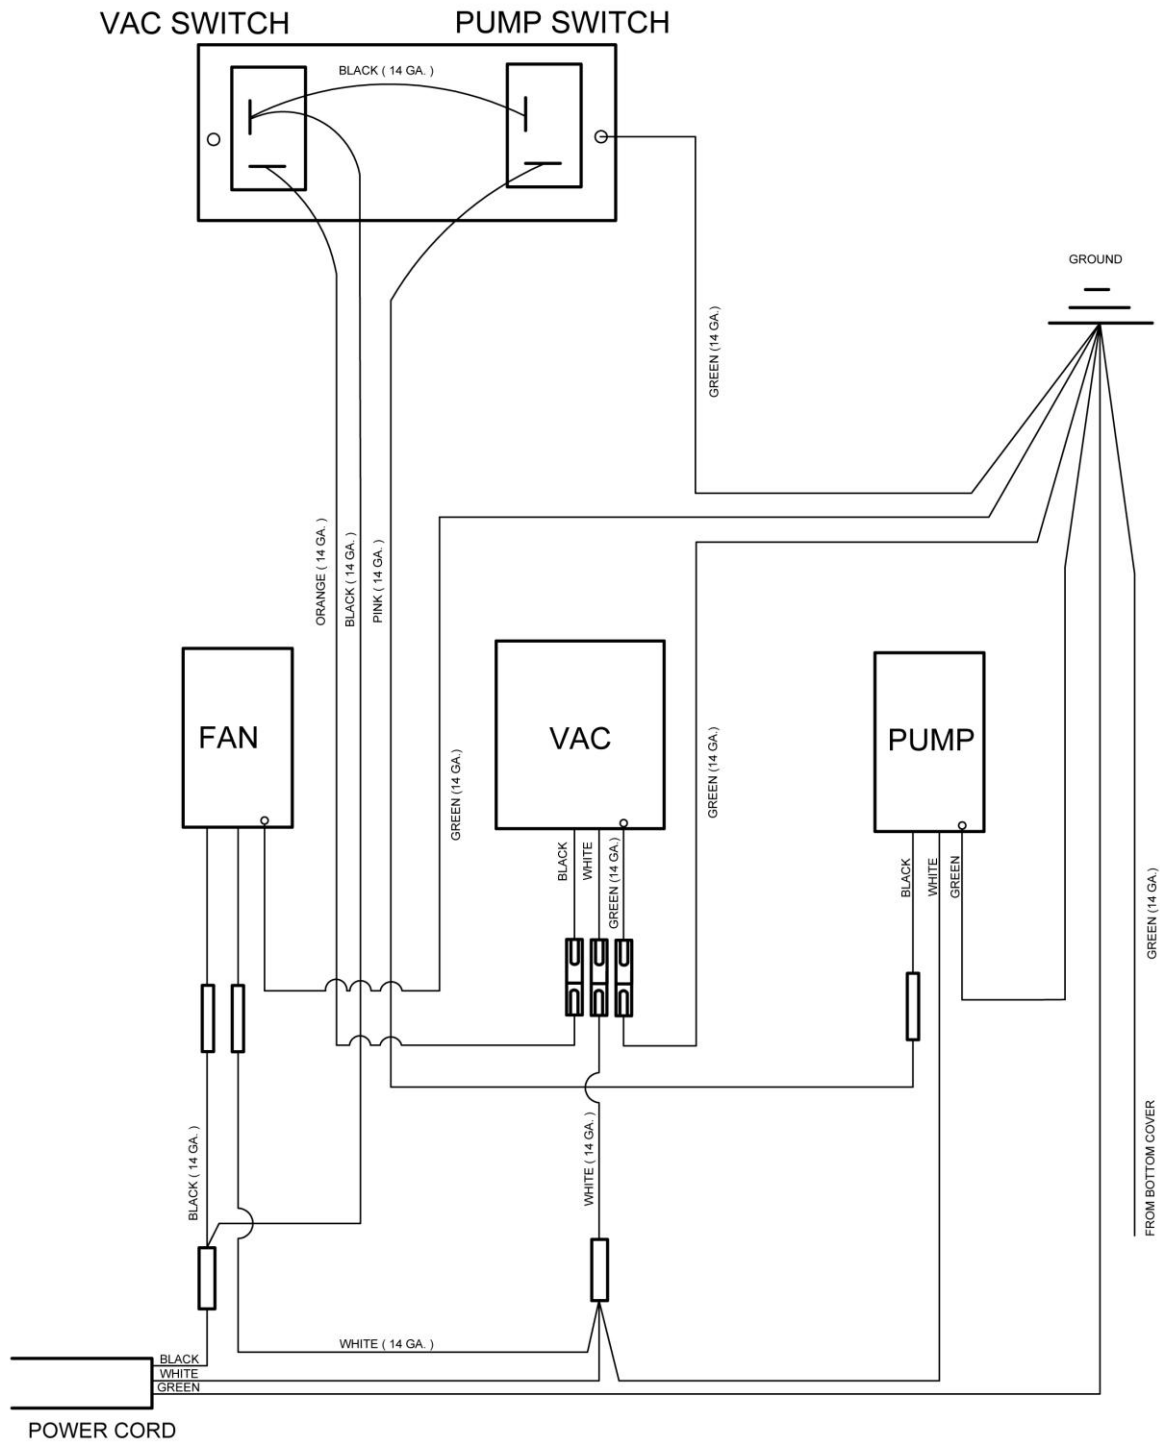 VAC SWITCH
PUMP SWITCH
BLACK ( 14 GA. )
GROUND
GREEN (14 GA.)
ORANGE ( 14 GA. )
BLACK ( 14 GA. )
PINK ( 14 GA. )
FAN
VAC
PUMP
GREEN (14 GA.)
GREEN (14 GA.)
BLACK
WHITE
GREEN (14 GA.)
BLACK
WHITE
GREEN
GREEN (14 GA.)
BLACK ( 14 GA. )
WHITE ( 14 GA. )
FROM BOTTOM COVER
WHITE ( 14 GA. )
BLACK
WHITE
GREEN
POWER CORD